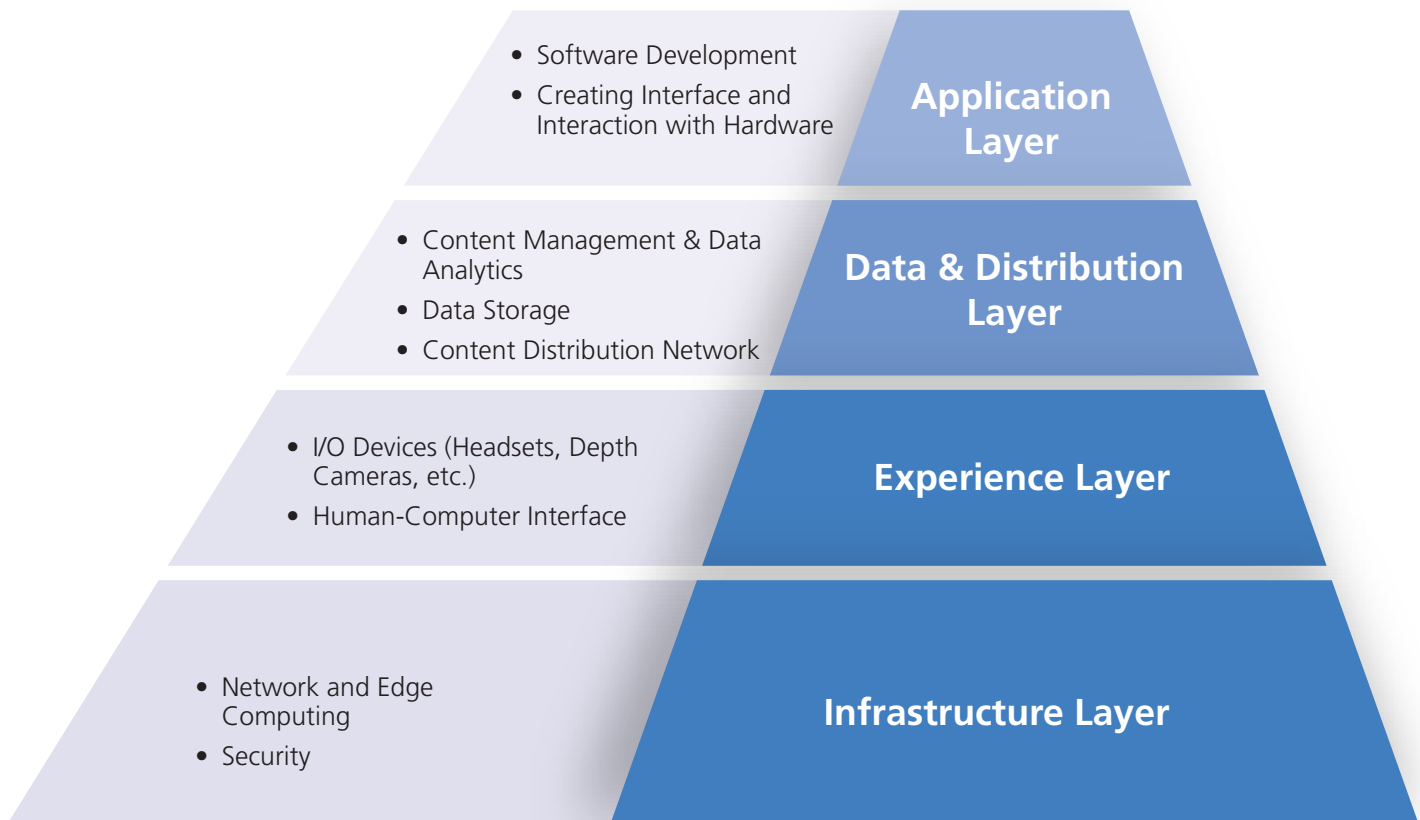 • Software Development
• Creating Interface and
Interaction with Hardware
Application
Layer
• Content Management & Data
Analytics
• Data Storage
• Content Distribution Network
Data & Distribution
Layer
• I/O Devices (Headsets, Depth
Cameras, etc.)
• Human-Computer Interface
Experience Layer
• Network and Edge
Computing
• Security
Infrastructure Layer